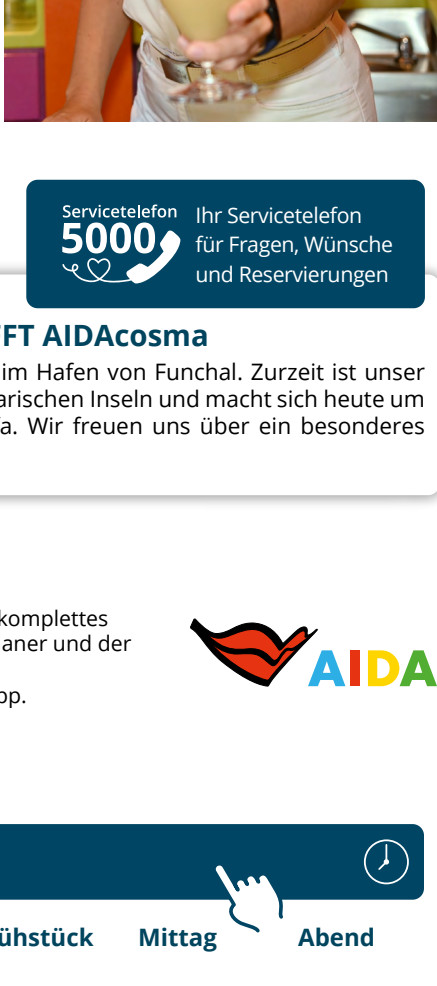 Servicetelefon
5000
Ihr Servicetelefon
für Fragen, Wünsche
und Reservierungen
FT AIDAcosma
im Hafen von Funchal. Zurzeit ist unser
arischen Inseln und macht sich heute um
a. Wir freuen uns über ein besonderes
komplettes
aner und der
pp.
AIDA
ühstück Mittag Abend